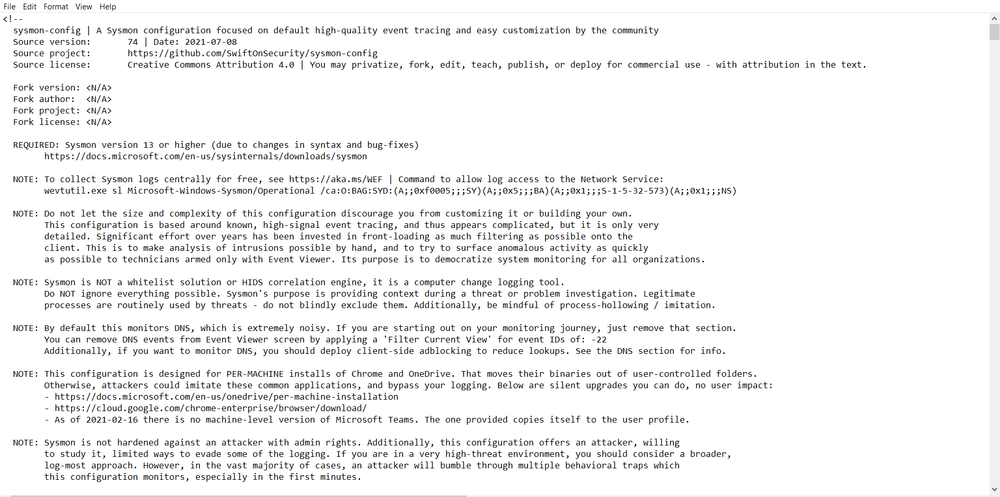 File Edit Format View Help
<!--
sysmon-config | A Sysmon configuration focused on default high-quality event tracing and easy customization by the community
Source version: 74 | Date: 2021-07-08
Source project: https://github.com/SwiftOnSecurity/sysmon-config
Source license: Creative Commons Attribution 4.0 | You may privatize, fork, edit, teach, publish, or deploy for commercial use - with attribution in the text.
Fork version: <N/A>
Fork author: <N/A>
Fork project: <N/A>
Fork license: <N/A>
REQUIRED: Sysmon version 13 or higher (due to changes in syntax and bug-fixes)
https://docs.microsoft.com/en-us/sysinternals/downloads/sysmon
NOTE: To collect Sysmon logs centrally for free, see https://aka.ms/WEF | Command to allow log access to the Network Service:
wevtutil.exe sl Microsoft-Windows-Sysmon/Operational /ca:O:BAG:SYD:(A;;0xf0005;;;SY)(A;;0x5;;;BA)(A;;0x1;;;S-1-5-32-573)(A;;0x1;;;NS)
NOTE: Do not let the size and complexity of this configuration discourage you from customizing it or building your own.
This configuration is based around known, high-signal event tracing, and thus appears complicated, but it is only very
detailed. Significant effort over years has been invested in front-loading as much filtering as possible onto the
client. This is to make analysis of intrusions possible by hand, and to try to surface anomalous activity as quickly
as possible to technicians armed only with Event Viewer. Its purpose is to democratize system monitoring for all organizations.
NOTE: Sysmon is NOT a whitelist solution or HIDS correlation engine, it is a computer change logging tool.
Do NOT ignore everything possible. Sysmon's purpose is providing context during a threat or problem investigation. Legitimate
processes are routinely used by threats - do not blindly exclude them. Additionally, be mindful of process-hollowing / imitation.
NOTE: By default this monitors DNS, which is extremely noisy. If you are starting out on your monitoring journey, just remove that section.
You can remove DNS events from Event Viewer screen by applying a 'Filter Current View' for event IDs of: -22
Additionally, if you want to monitor DNS, you should deploy client-side adblocking to reduce lookups. See the DNS section for info.
NOTE: This configuration is designed for PER-MACHINE installs of Chrome and OneDrive. That moves their binaries out of user-controlled folders.
Otherwise, attackers could imitate these common applications, and bypass your logging. Below are silent upgrades you can do, no user impact:
- https://docs.microsoft.com/en-us/onedrive/per-machine-installation
- https://cloud.google.com/chrome-enterprise/browser/download/
- As of 2021-02-16 there is no machine-level version of Microsoft Teams. The one provided copies itself to the user profile.
NOTE: Sysmon is not hardened against an attacker with admin rights. Additionally, this configuration offers an attacker, willing
to study it, limited ways to evade some of the logging. If you are in a very high-threat environment, you should consider a broader,
log-most approach. However, in the vast majority of cases, an attacker will bumble through multiple behavioral traps which
this configuration monitors, especially in the first minutes.